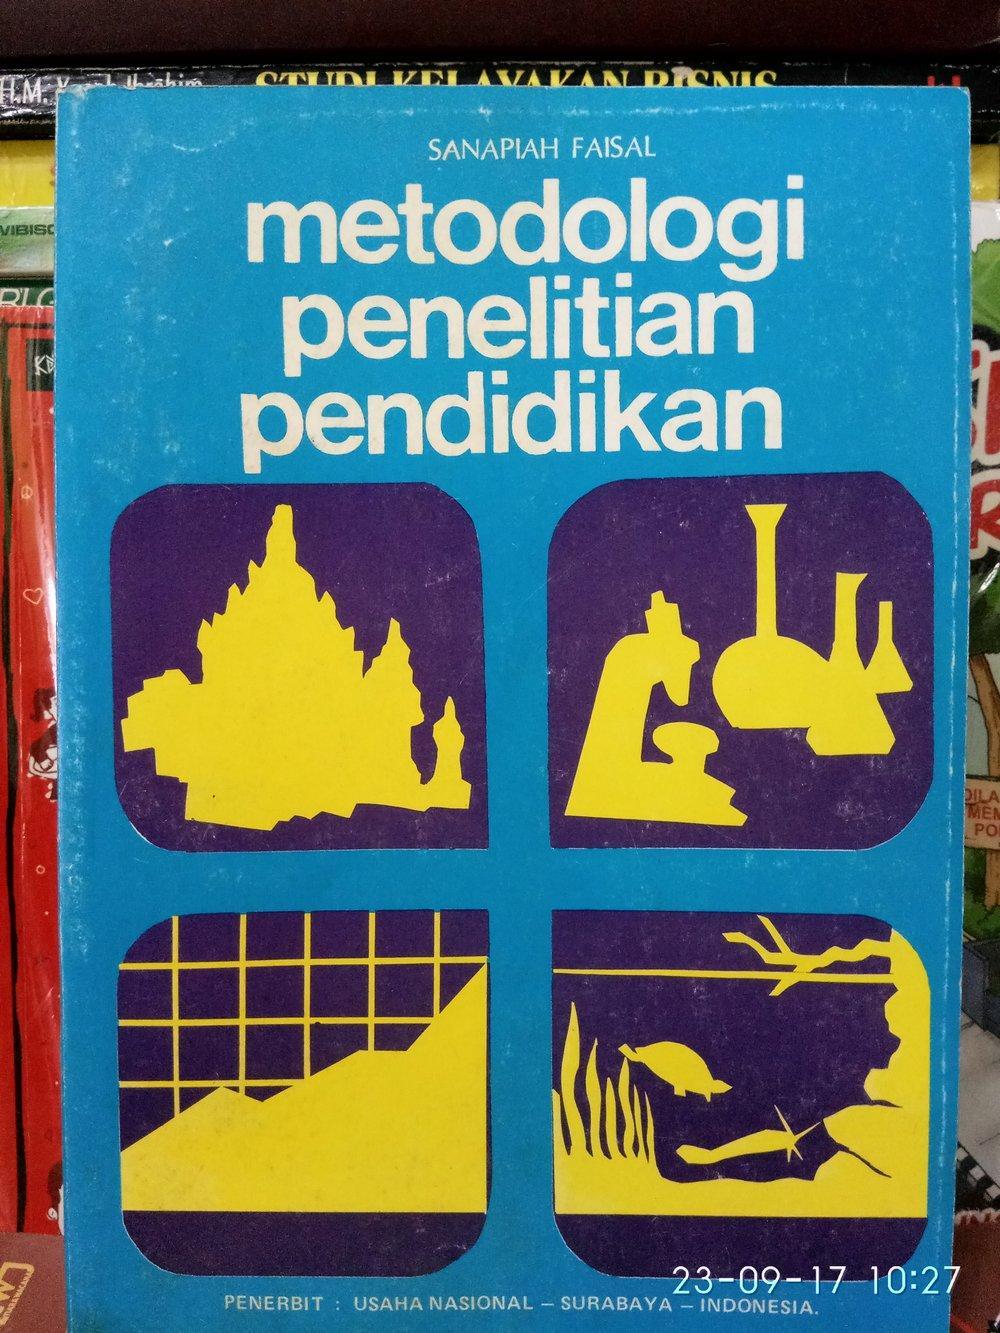 STUDI KELAYAKAN BISNIS
SANAPIAH FAISAL
metodologi
penelitian
pendidikan
PENERBIT : USAHA NASIONAL – SURABAYA – INDONESIA.
23-09-17 10:27